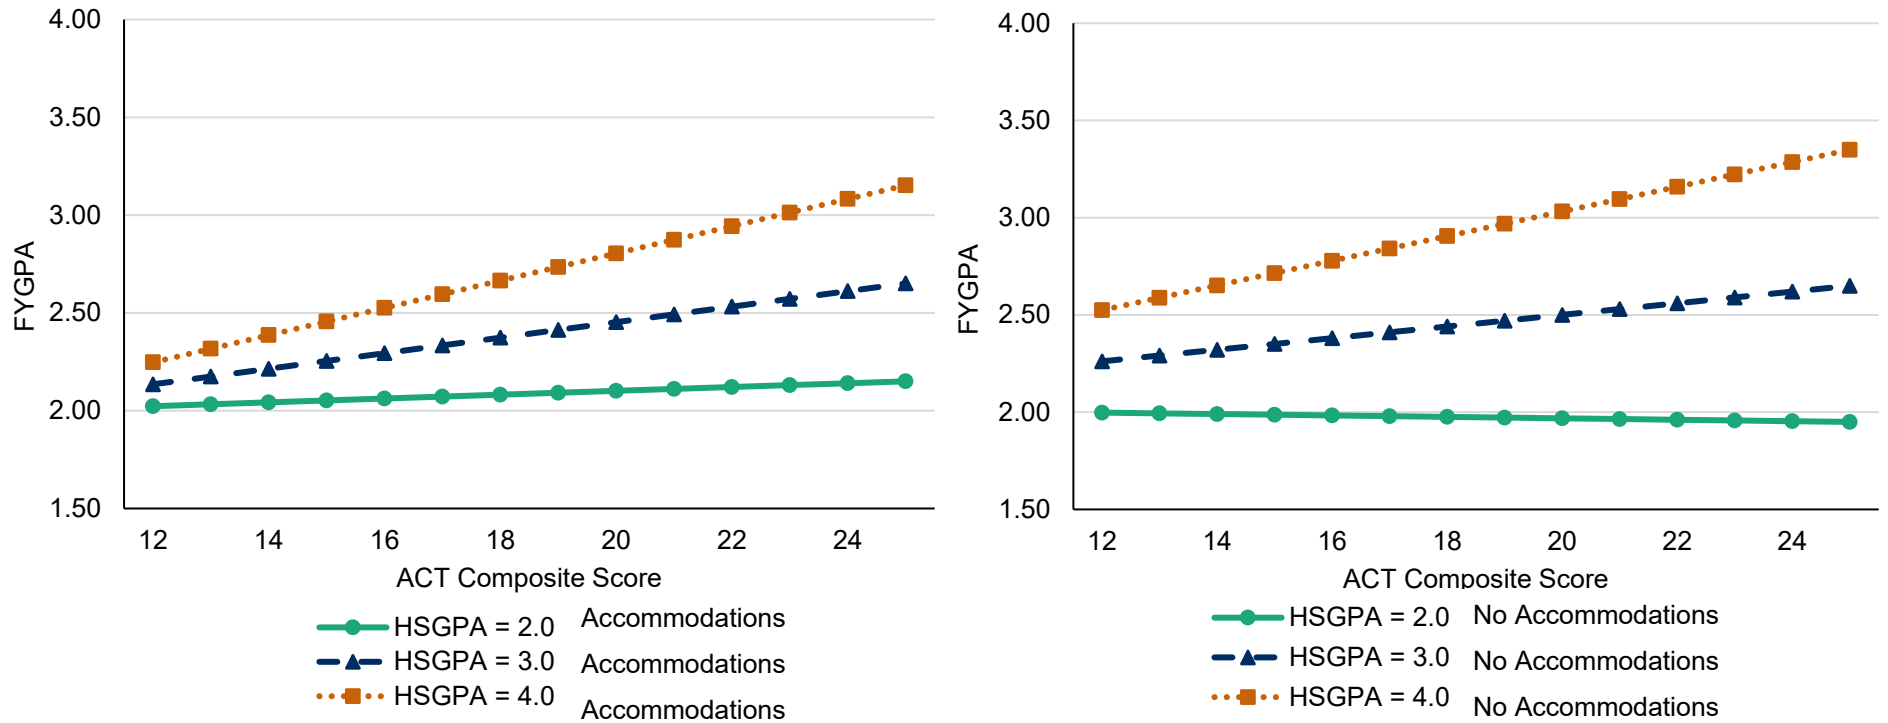 4.00
3.50
3.00
2.50
2.00
1.50
FYGPA
12 14 16 18 20 22 24
ACT Composite Score
HSGPA = 2.0 Accommodations
HSGPA = 3.0 Accommodations
HSGPA = 4.0 Accommodations
4.00
3.50
3.00
2.50
2.00
1.50
FYGPA
12 14 16 18 20 22 24
ACT Composite Score
HSGPA = 2.0 No Accommodations
HSGPA = 3.0 No Accommodations
HSGPA = 4.0 No Accommodations